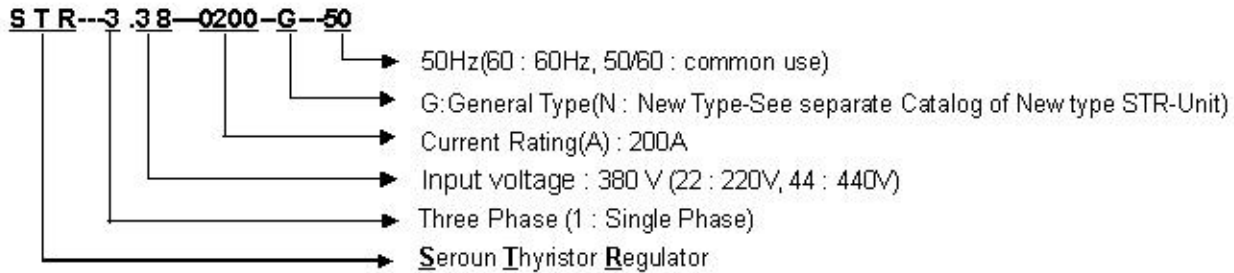 S T R---3 .38—0200–G--50
50Hz(60 : 60Hz, 50/60 : common use)
G:General Type(N : New Type-See separate Catalog of New type STR-Unit)
Current Rating(A) : 200A
Input voltage : 380 V (22 : 220V, 44 : 440V)
Three Phase (1 : Single Phase)
Seroun Thyristor Regulator